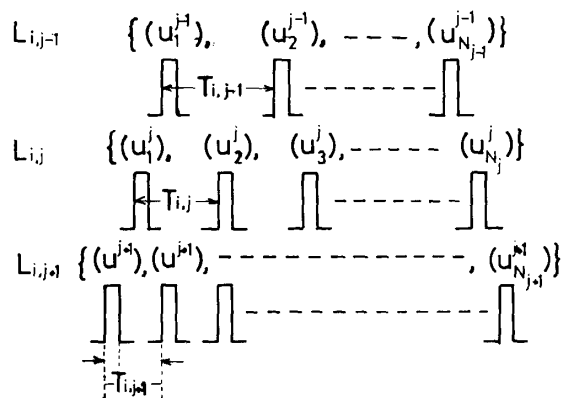 L_{i,j-1} {(u_1^{j-1}), (u_2^{j-1}), ----, (u_{N_{j-1}}^{j-1})}
T_{i,j-1}
L_{i,j} {(u_1^j), (u_2^j), (u_3^j), ----- (u_{N_j}^j)}
T_{i,j}
L_{i,j+1} {(u^{j+1}), (u^{j+1}), ------------, (u_{N_{j+1}}^{j+1})}
T_{i,j+1}